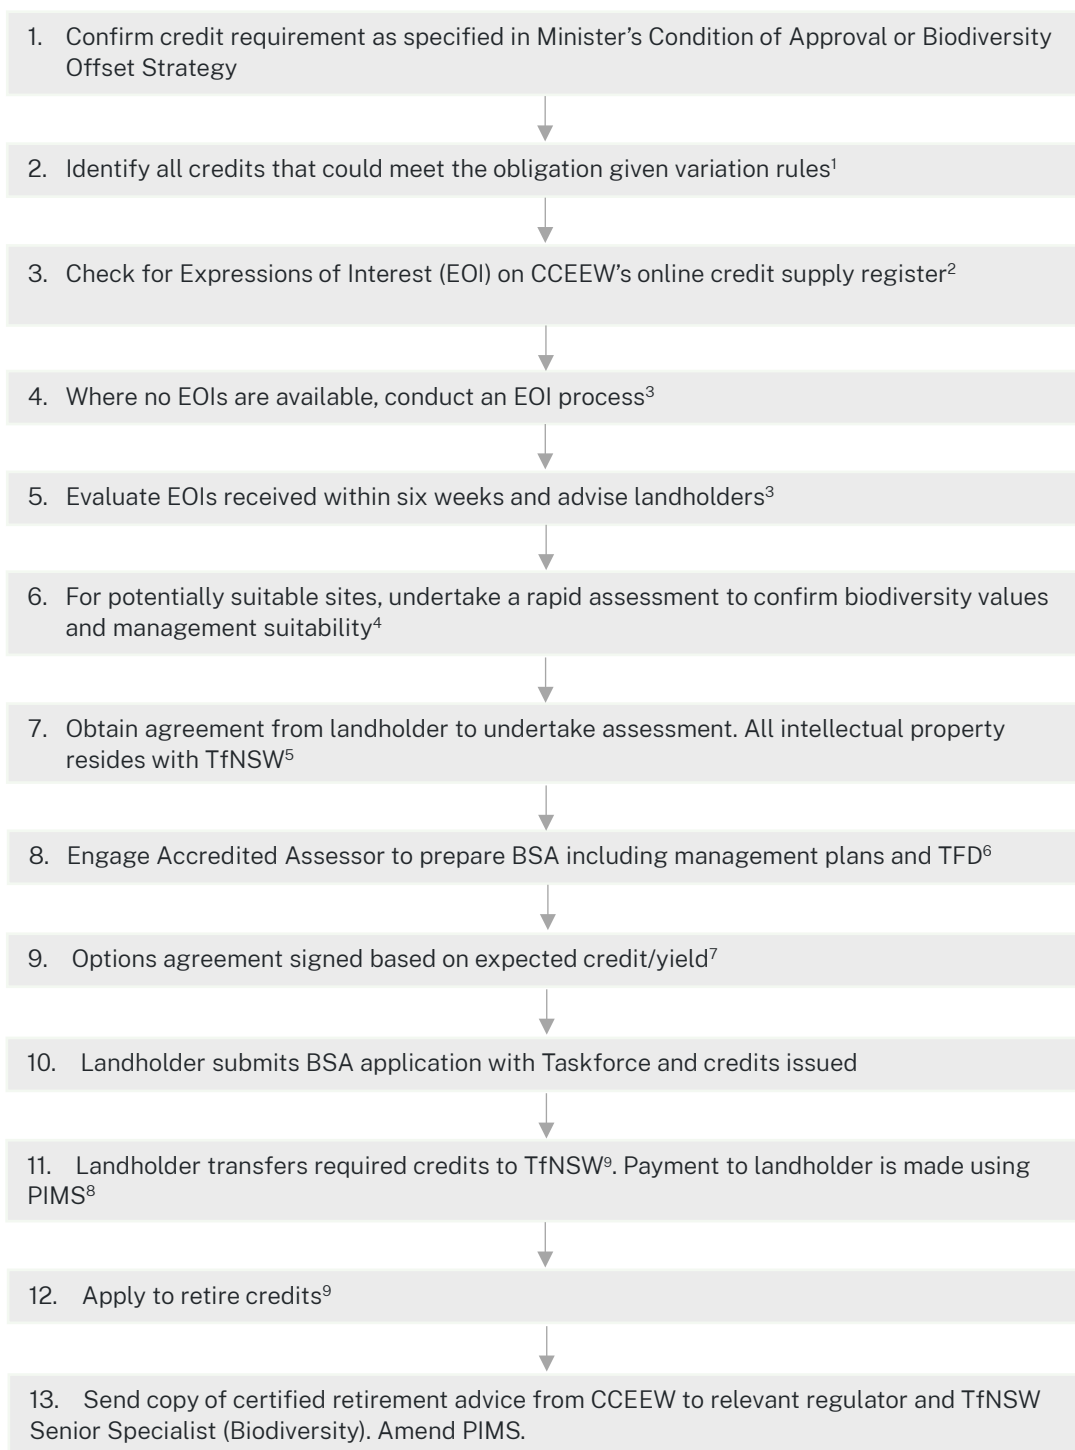 1. Confirm credit requirement as specified in Minister’s Condition of Approval or Biodiversity
Offset Strategy
2. Identify all credits that could meet the obligation given variation rules¹
3. Check for Expressions of Interest (EOI) on CCEEW’s online credit supply register²
4. Where no EOIs are available, conduct an EOI process³
5. Evaluate EOIs received within six weeks and advise landholders³
6. For potentially suitable sites, undertake a rapid assessment to confirm biodiversity values
and management suitability⁴
7. Obtain agreement from landholder to undertake assessment. All intellectual property
resides with TfNSW⁵
8. Engage Accredited Assessor to prepare BSA including management plans and TFD⁶
9. Options agreement signed based on expected credit/yield⁷
10. Landholder submits BSA application with Taskforce and credits issued
11. Landholder transfers required credits to TfNSW⁹. Payment to landholder is made using
PIMS⁸
12. Apply to retire credits⁹
13. Send copy of certified retirement advice from CCEEW to relevant regulator and TfNSW
Senior Specialist (Biodiversity). Amend PIMS.